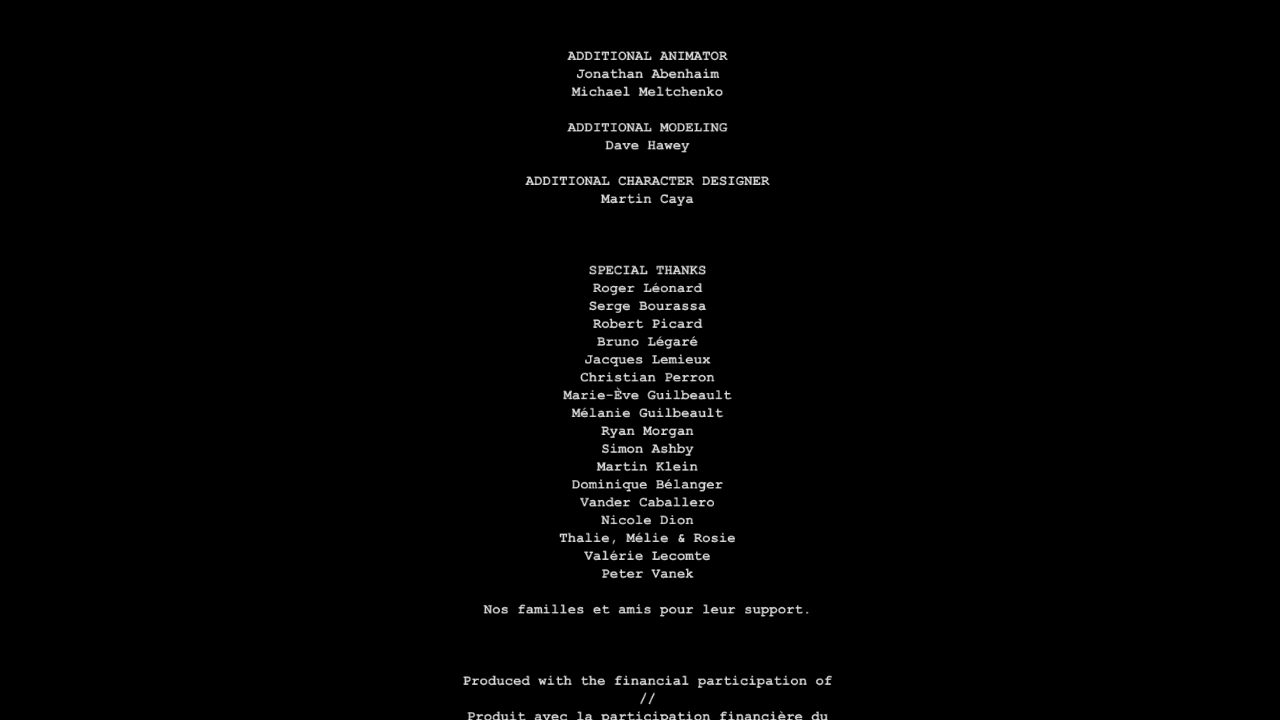 ADDITIONAL ANIMATOR
Jonathan Abenhaim
Michael Meltchenko
ADDITIONAL MODELING
Dave Hawey
ADDITIONAL CHARACTER DESIGNER
Martin Caya
SPECIAL THANKS
Roger Léonard
Serge Bourassa
Robert Picard
Bruno Légaré
Jacques Lemieux
Christian Perron
Marie-Ève Guilbeault
Mélanie Guilbeault
Ryan Morgan
Simon Ashby
Martin Klein
Dominique Bélanger
Vander Caballero
Nicole Dion
Thalie, Mélie & Rosie
Valérie Lecomte
Peter Vanek
Nos familles et amis pour leur support.
Produced with the financial participation of
//
Produit avec la participation financière du